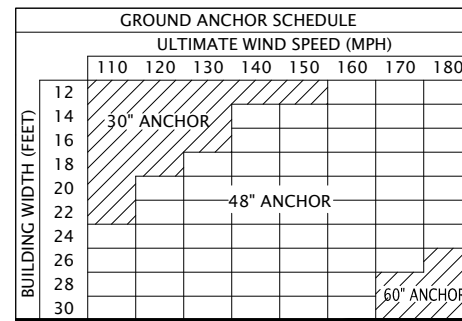 GROUND ANCHOR SCHEDULE
ULTIMATE WIND SPEED (MPH)
110 120 130 140 150 160 170 180
BUILDING WIDTH (FEET)
12
14
30" ANCHOR
16
18
20
48" ANCHOR
22
24
26
28
60" ANCHOR
30